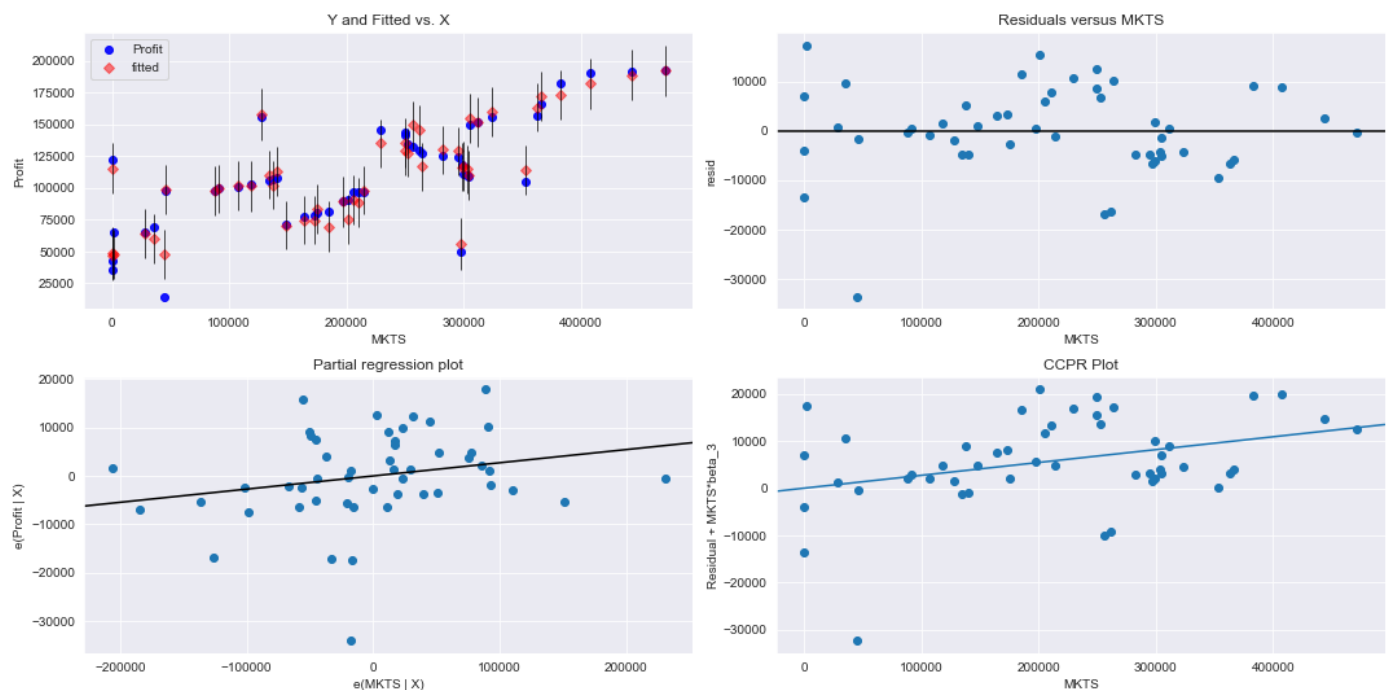 Y and Fitted vs. X
Profit
fitted
Profit
200000
175000
150000
125000
100000
75000
50000
25000
0 100000 200000 300000 400000
MKTS
Residuals versus MKTS
resid
10000
0
−10000
−20000
−30000
0 100000 200000 300000 400000
MKTS
Partial regression plot
e(Profit | X)
20000
10000
0
−10000
−20000
−30000
−200000 −100000 0 100000 200000
e(MKTS | X)
CCPR Plot
Residual + MKTS*beta_3
20000
10000
0
−10000
−20000
−30000
0 100000 200000 300000 400000
MKTS